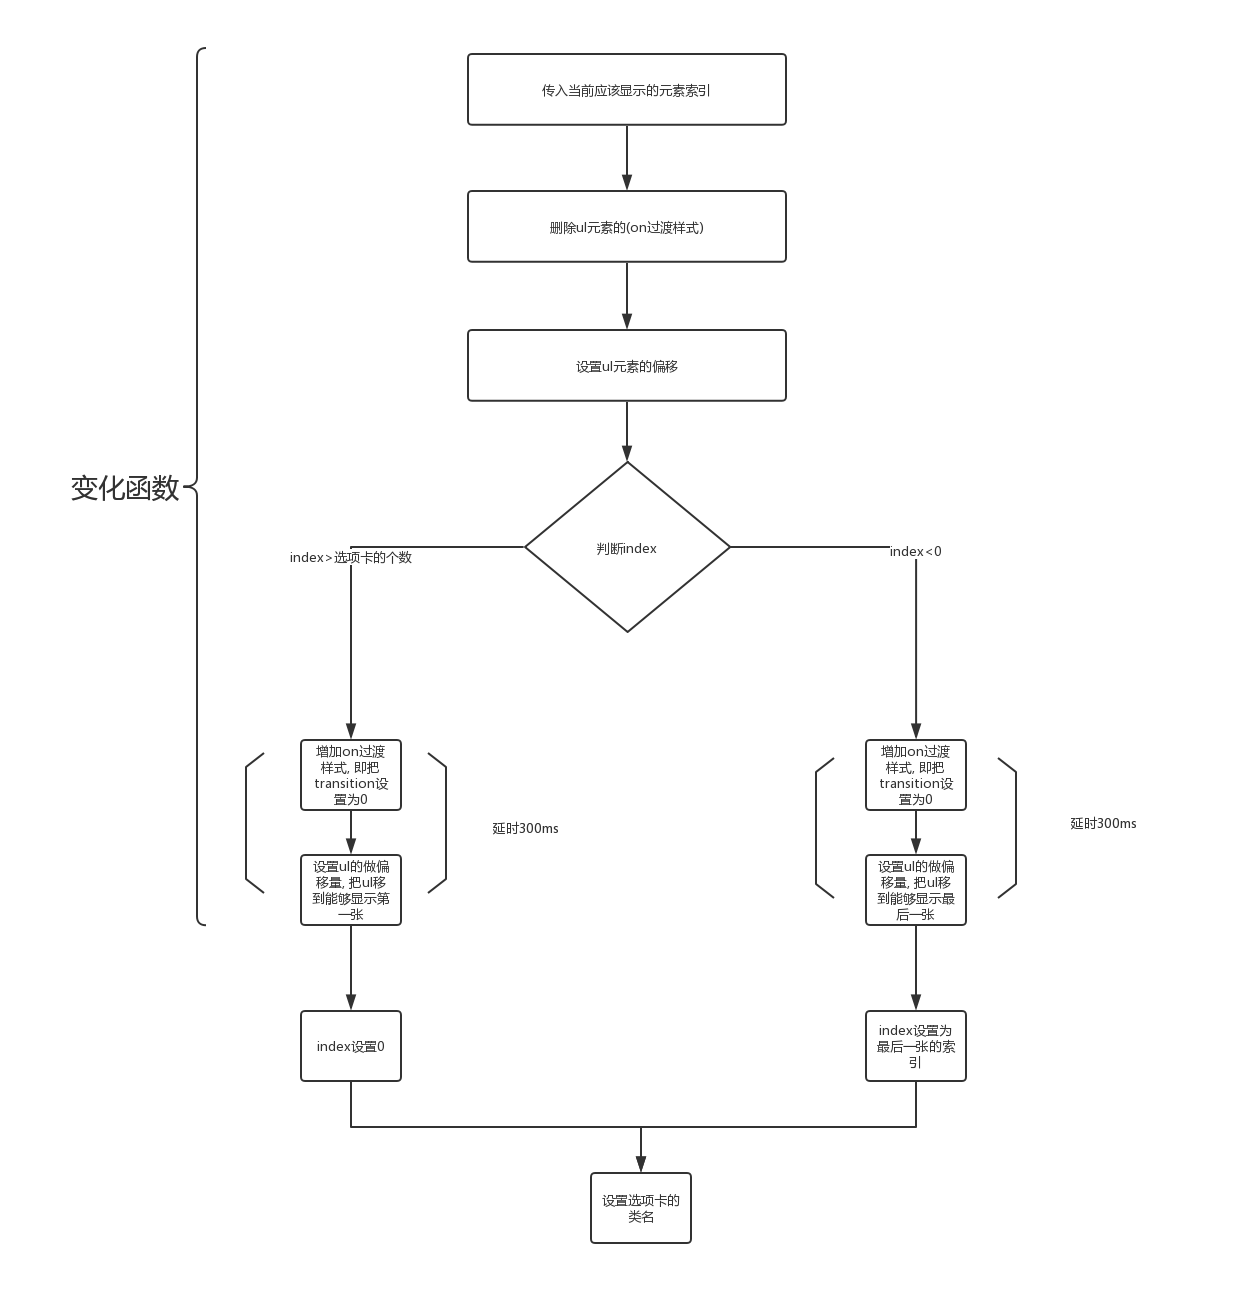 传入当前应该显示的元素索引
删除ul元素的(on过渡样式)
设置ul元素的偏移
变化函数
判断index
index>选项卡的个数
index<0
增加on过渡
样式, 即把
transition设
置为0
延时300ms
设置ul的做偏
移量, 把ul移
到能够显示第
一张
增加on过渡
样式, 即把
transition设
置为0
延时300ms
设置ul的做偏
移量, 把ul移
到能够显示最
后一张
index设置0
index设置为
最后一张的索
引
设置选项卡的
类名